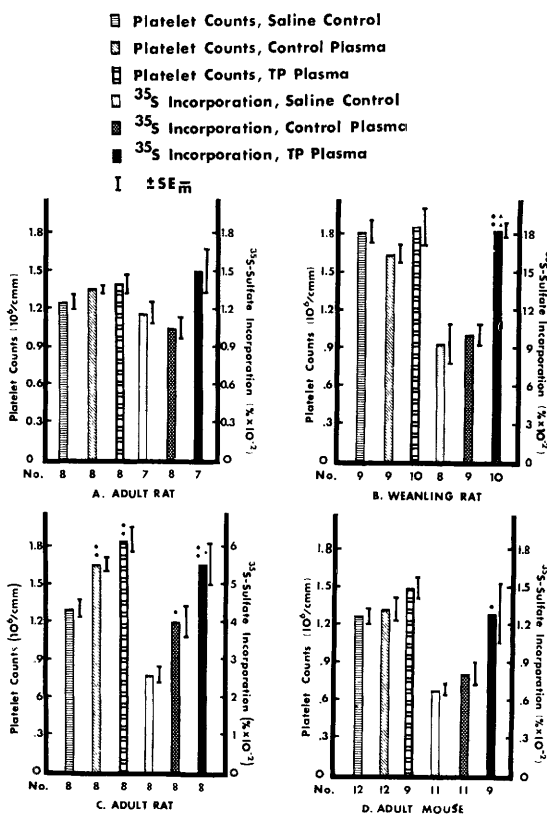 Platelet Counts, Saline Control
Platelet Counts, Control Plasma
Platelet Counts, TP Plasma
³⁵S Incorporation, Saline Control
³⁵S Incorporation, Control Plasma
³⁵S Incorporation, TP Plasma
±SE m̅
Platelet Counts (10⁶/cmm)
1.8
1.5
1.2
0.9
0.6
0.3
0
1.8
1.5
1.2
0.9
0.6
0.3
0
³⁵S-Sulfate Incorporation (%×10⁻²)
No. 8 8 8 7 8 7
A. ADULT RAT
Platelet Counts (10⁶/cmm)
1.8
1.5
1.2
.9
.6
.3
0
18
15
12
9
6
3
0
S-Sulfate Incorporation (%×10⁻²)
No. 9 9 10 8 9 10
B. WEANLING RAT
Platelet Counts (10⁶/cmm)
1.8
1.5
1.2
.9
.6
.3
0
6
5
4
3
2
1
0
³⁵S-Sulfate Incorporation (%×10⁻²)
No. 8 8 8 8 8 8
C. ADULT RAT
Platelet Counts (10⁶/cmm)
1.8
1.5
1.2
.9
.6
.3
0
1.8
1.5
1.2
.9
.6
.3
0
³⁵S-Sulfate Incorporation (%×10⁻²)
No. 12 12 9 11 11 9
D. ADULT MOUSE